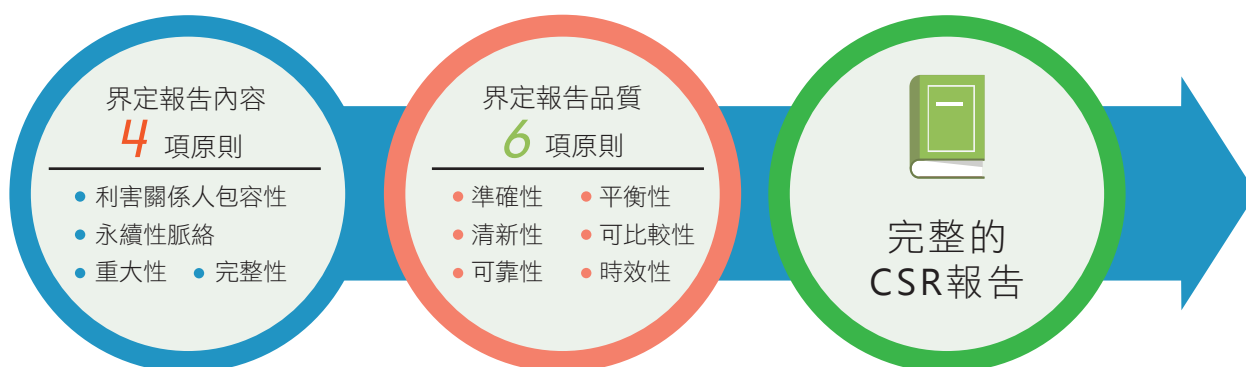 界定報告內容
4 項原則
• 利害關係人包容性
• 永續性脈絡
• 重大性 • 完整性
界定報告品質
6 項原則
• 準確性 • 平衡性
• 清新性 • 可比較性
• 可靠性 • 時效性
完整的
CSR報告